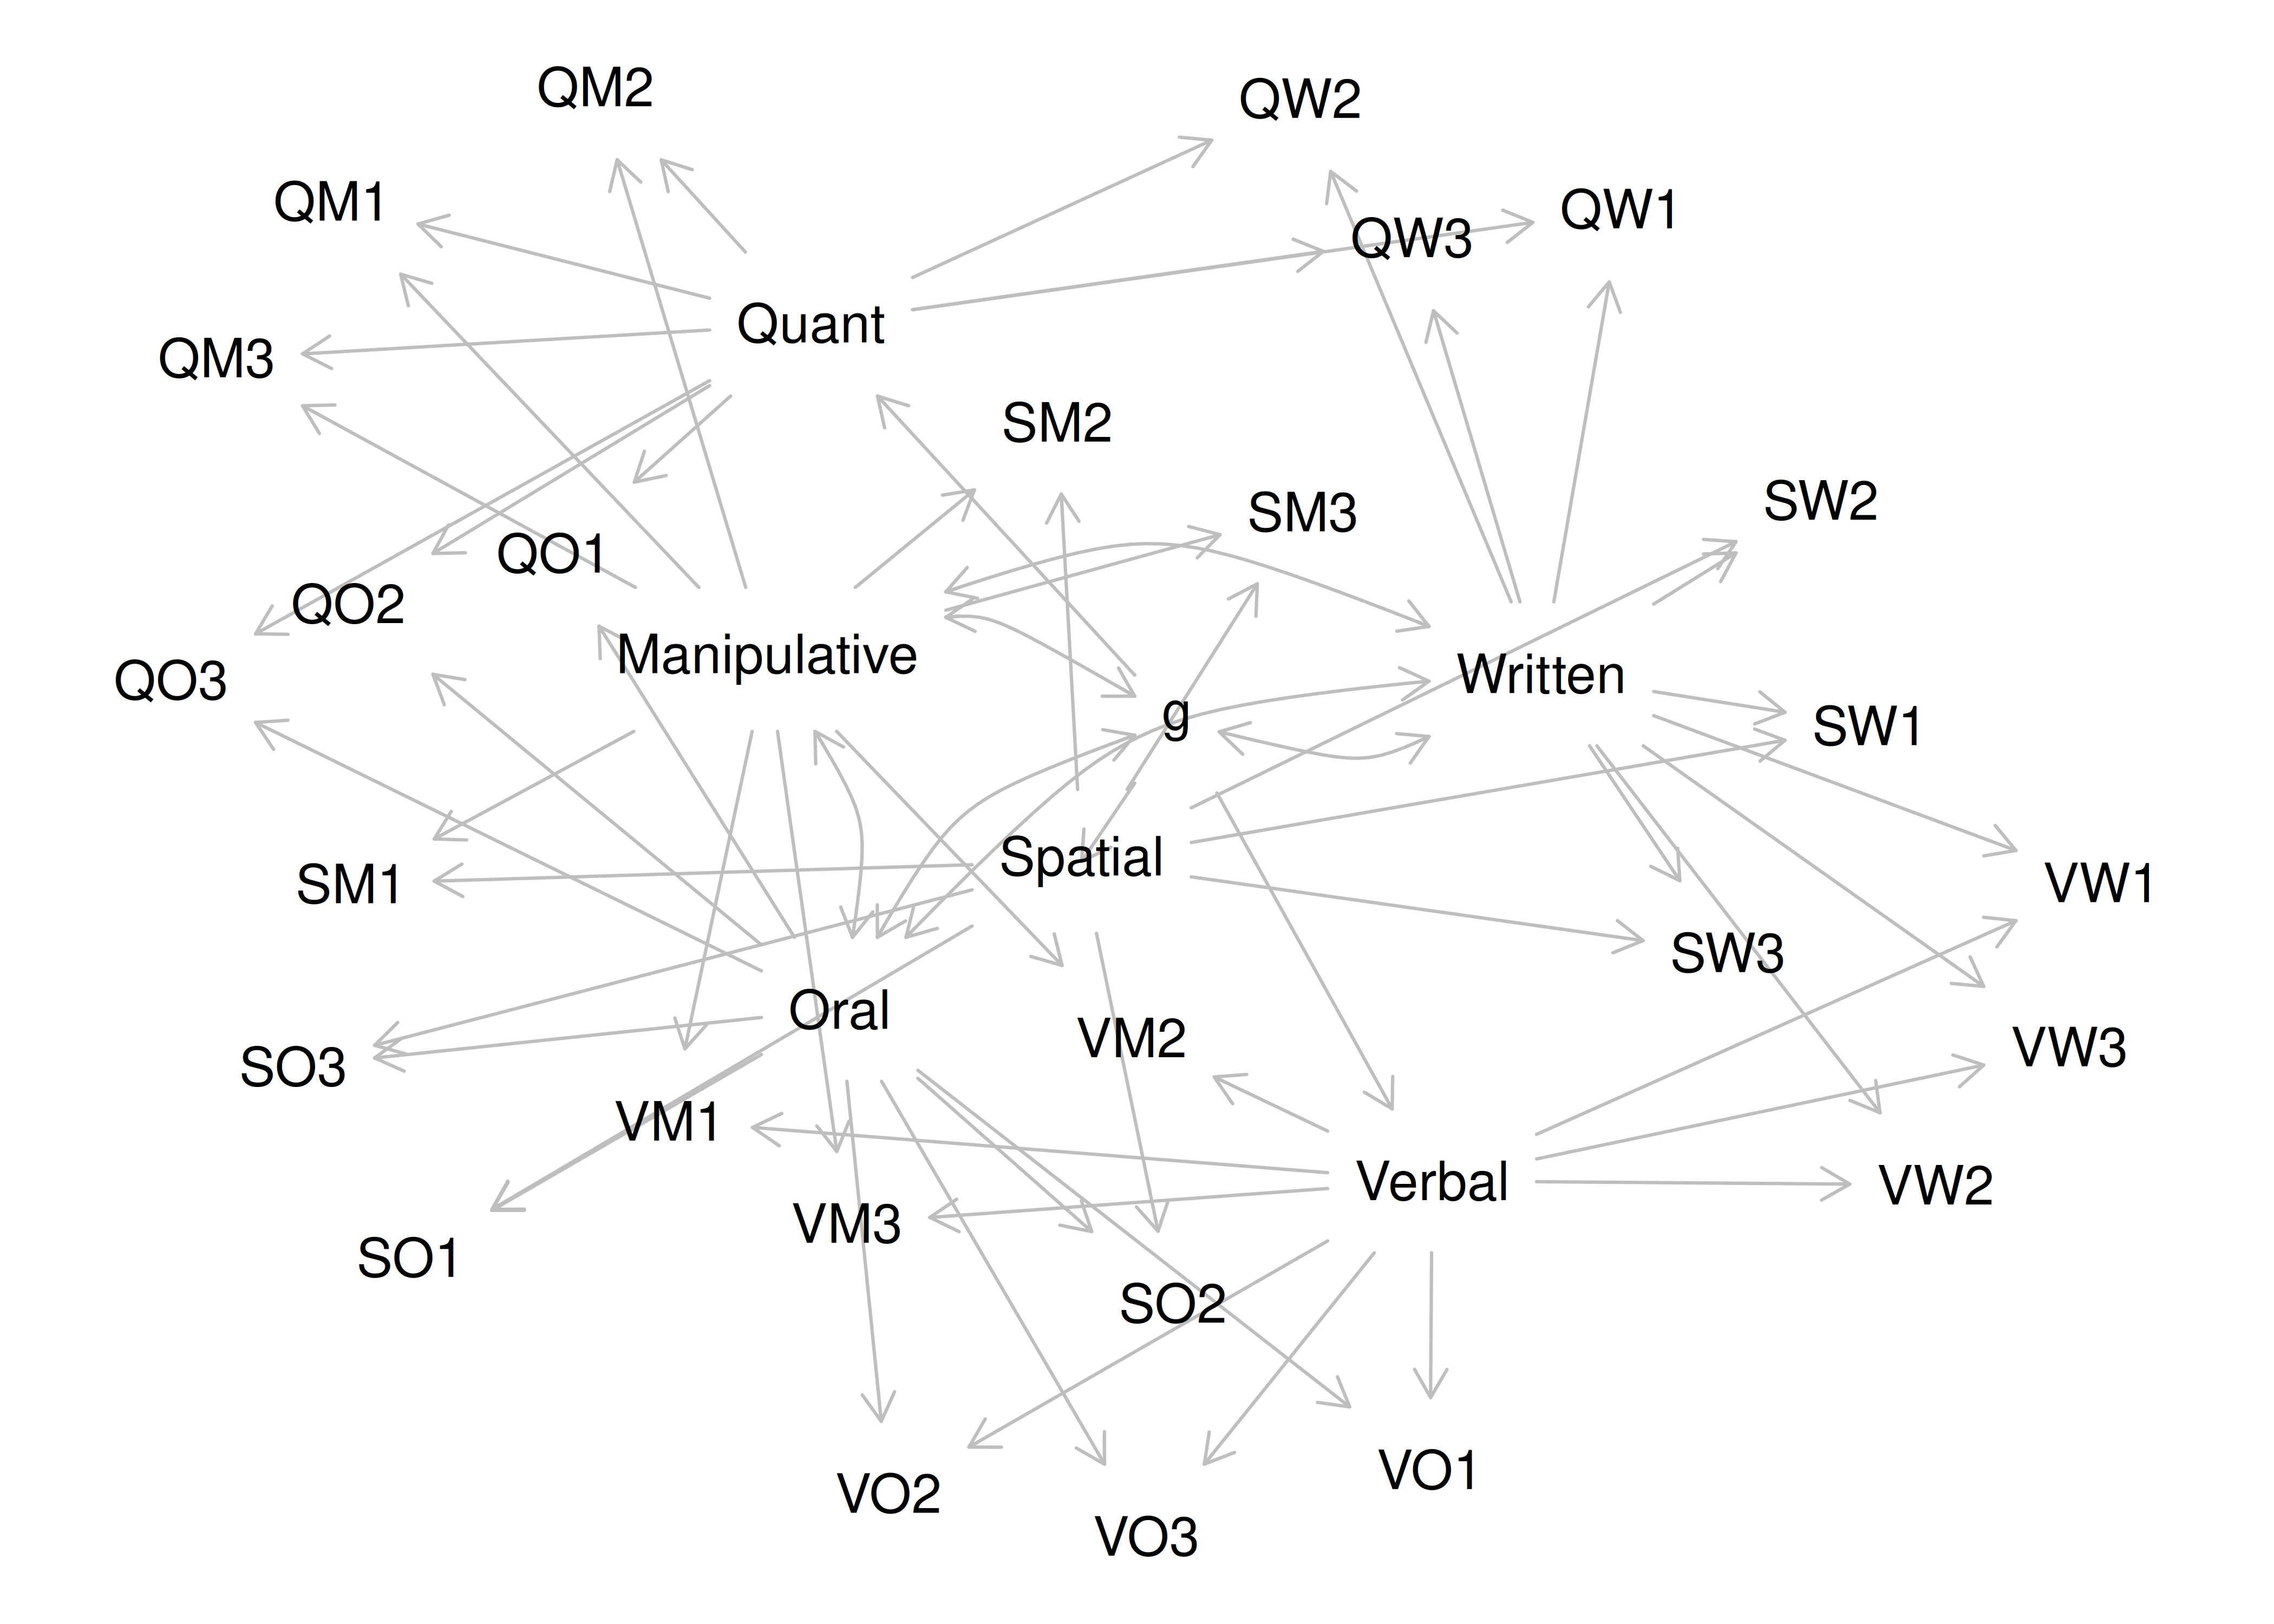 QM2
QW2
QM1
QW1
QW3
Quant
QM3
SM2
SW2
SM3
QO1
QO2
Manipulative
Written
QO3
g
SW1
Spatial
SM1
VW1
SW3
Oral
VM2
VW3
SO3
VM1
Verbal
VW2
VM3
SO1
SO2
VO1
VO2
VO3